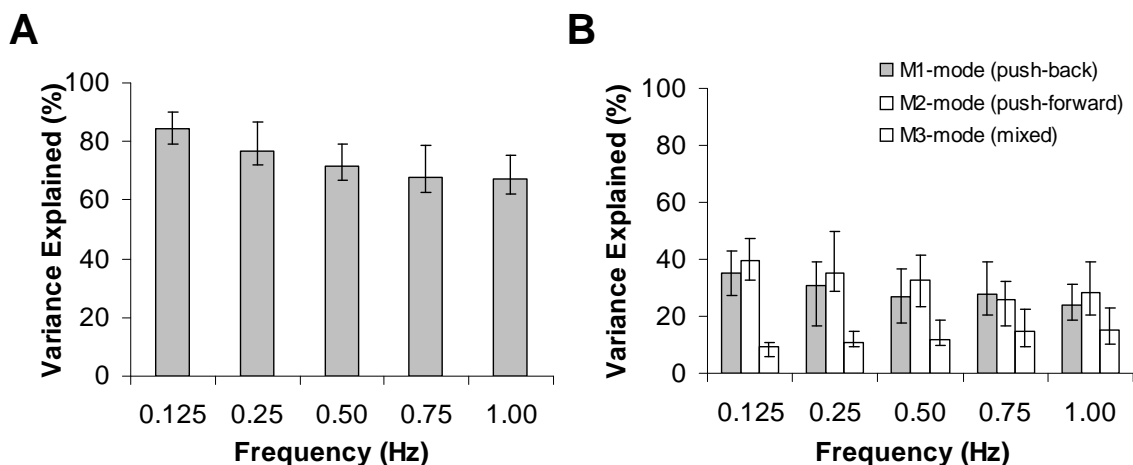 A
Variance Explained (%)
100
80
60
40
20
0
0.125 0.25 0.50 0.75 1.00
Frequency (Hz)
B
Variance Explained (%)
M1-mode (push-back)
M2-mode (push-forward)
M3-mode (mixed)
100
80
60
40
20
0
0.125 0.25 0.50 0.75 1.00
Frequency (Hz)